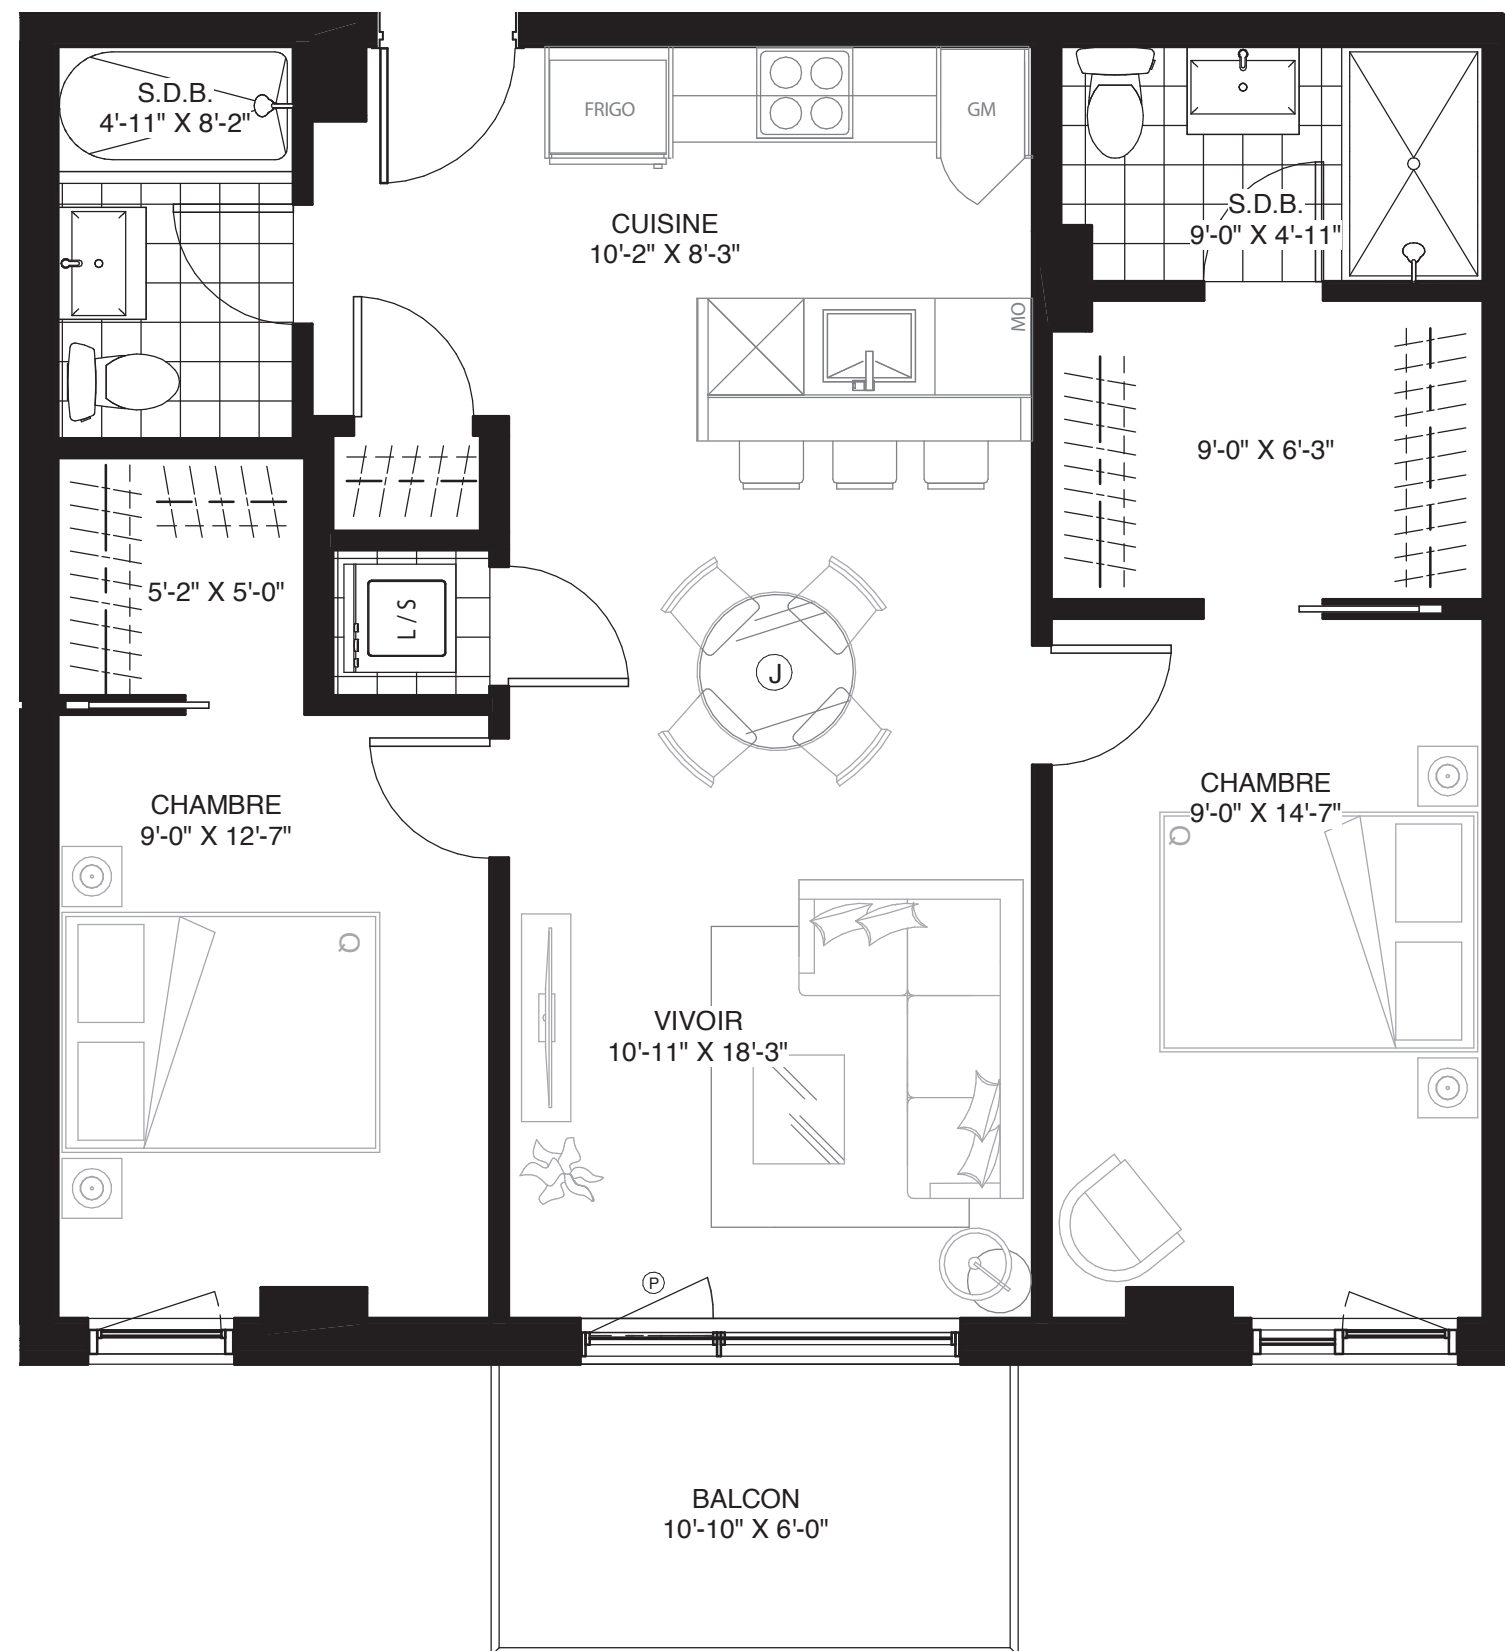 S.D.B.
4'-11" X 8'-2"
FRIGO
GM
CUISINE
10'-2" X 8'-3"
S.D.B.
9'-0" X 4'-11"
MO
9'-0" X 6'-3"
5'-2" X 5'-0"
L/S
J
CHAMBRE
9'-0" X 12'-7"
CHAMBRE
9'-0" X 14'-7"
Q
Q
VIVOIR
10'-11" X 18'-3"
P
BALCON
10'-10" X 6'-0"